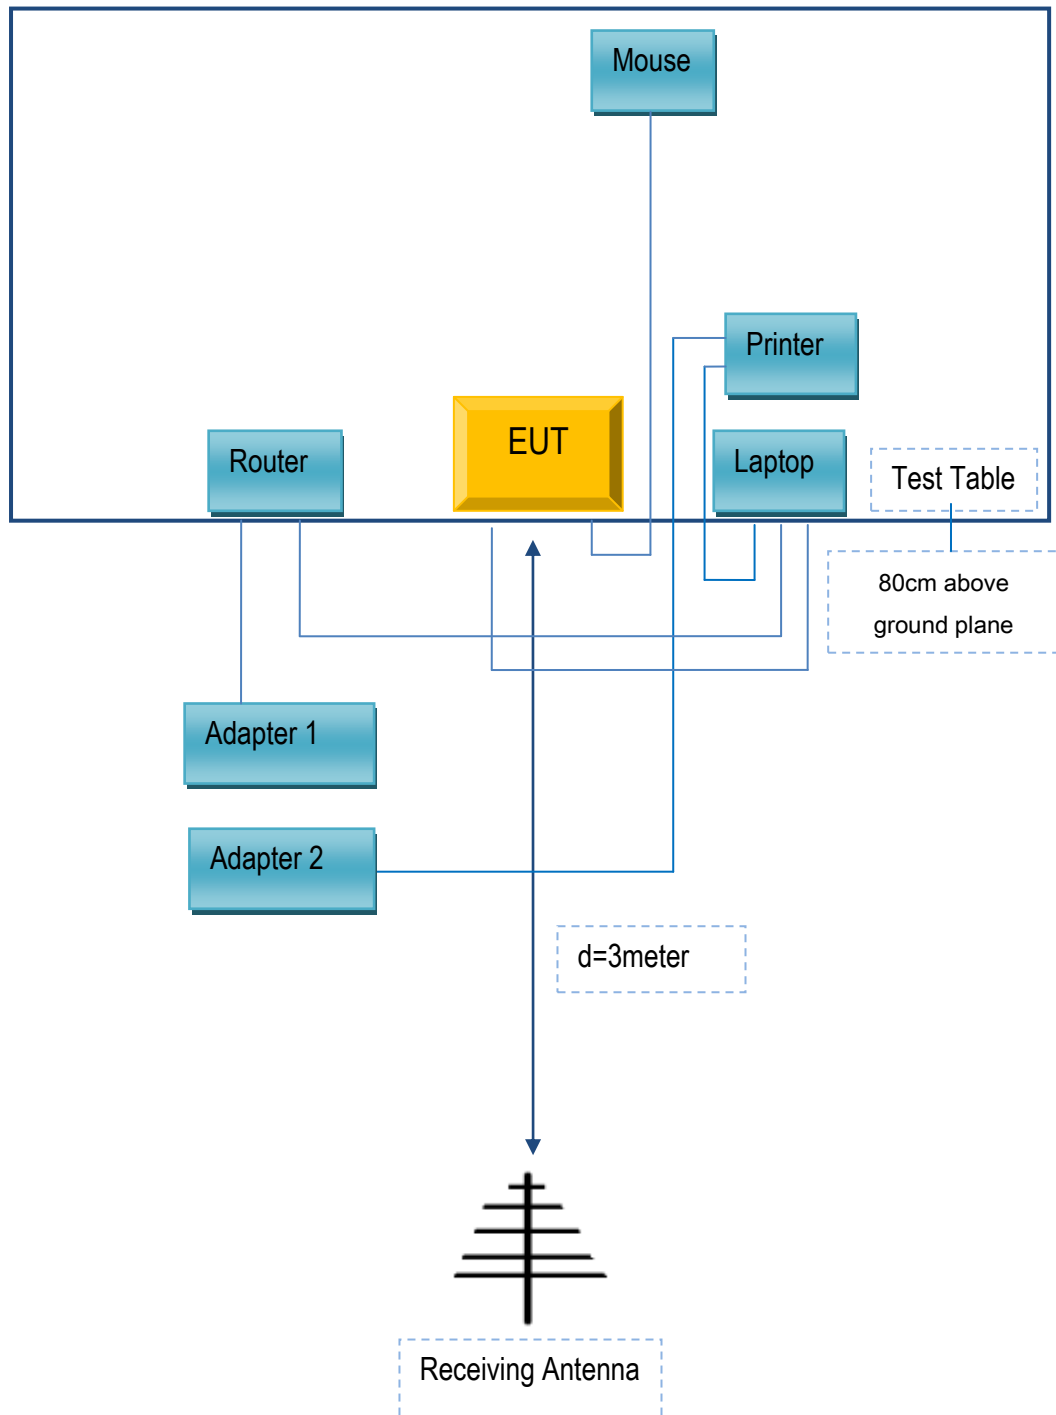 Mouse
Printer
EUT
Router
Laptop
Test Table
80cm above
ground plane
Adapter 1
Adapter 2
d=3meter
Receiving Antenna